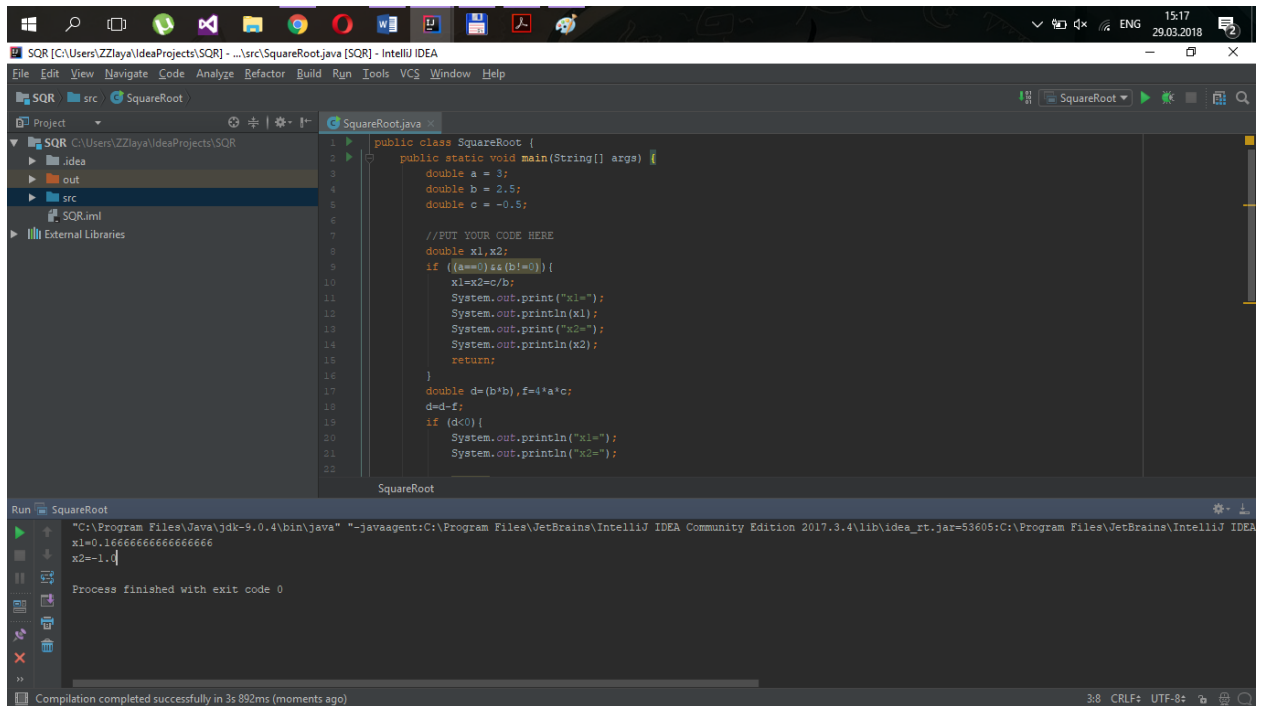 ENG
15:17
29.03.2018
2
SQR [C:\Users\ZZlaya\IdeaProjects\SQR] - ...\src\SquareRoot.java [SQR] - IntelliJ IDEA
File Edit View Navigate Code Analyze Refactor Build Run Tools VCS Window Help
SQR src SquareRoot
SquareRoot
Project
SquareRoot.java
SQR C:\Users\ZZlaya\IdeaProjects\SQR
.idea
out
src
SQR.iml
External Libraries
1 public class SquareRoot {
2 public static void main(String[] args) {
3 double a = 3;
4 double b = 2.5;
5 double c = -0.5;
6
7 //PUT YOUR CODE HERE
8 double x1,x2;
9 if ((a==0)&&(b!=0)){
10 x1=x2=c/b;
11 System.out.print("x1=");
12 System.out.println(x1);
13 System.out.print("x2=");
14 System.out.println(x2);
15 return;
16 }
17 double d=(b*b),f=4*a*c;
18 d=d-f;
19 if (d<0){
20 System.out.println("x1=");
21 System.out.println("x2=");
22
SquareRoot
Run SquareRoot
"C:\Program Files\Java\jdk-9.0.4\bin\java" "-javaagent:C:\Program Files\JetBrains\IntelliJ IDEA Community Edition 2017.3.4\lib\idea_rt.jar=53605:C:\Program Files\JetBrains\IntelliJ IDEA
x1=0.16666666666666666
x2=-1.0
Process finished with exit code 0
Compilation completed successfully in 3s 892ms (moments ago)
3:8 CRLF UTF-8